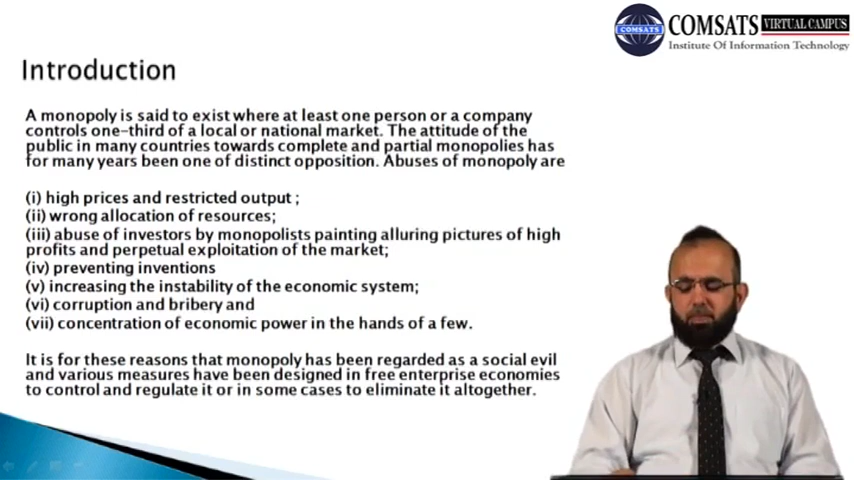 COMSATS VIRTUAL CAMPUS
COMSATS
Institute Of Information Technology
Introduction
A monopoly is said to exist where at least one person or a company
controls one-third of a local or national market. The attitude of the
public in many countries towards complete and partial monopolies has
for many years been one of distinct opposition. Abuses of monopoly are
(i) high prices and restricted output ;
(ii) wrong allocation of resources;
(iii) abuse of investors by monopolists painting alluring pictures of high
profits and perpetual exploitation of the market;
(iv) preventing inventions
(v) increasing the instability of the economic system;
(vi) corruption and bribery and
(vii) concentration of economic power in the hands of a few.
It is for these reasons that monopoly has been regarded as a social evil
and various measures have been designed in free enterprise economies
to control and regulate it or in some cases to eliminate it altogether.